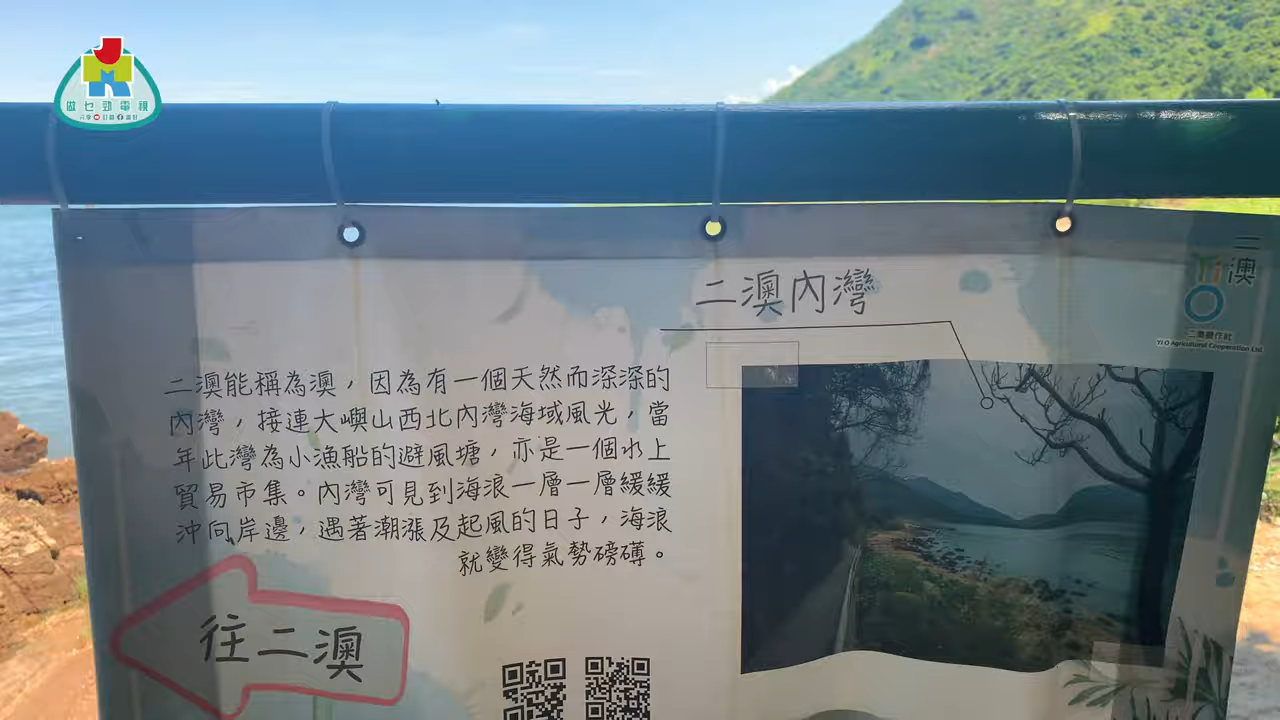 做乜勁電視
二澳內灣
二澳
二澳農作社
Yi O Agricultural Cooperation Ltd.
二澳能稱為澳，因為有一個天然而深深的
內灣，接連大嶼山西北內灣海域風光，當
年此灣為小漁船的避風塘，亦是一個水上
貿易市集。內灣可見到海浪一層一層緩緩
沖向岸邊，遇著潮漲及起風的日子，海浪
就變得氣勢磅礡。
往二澳